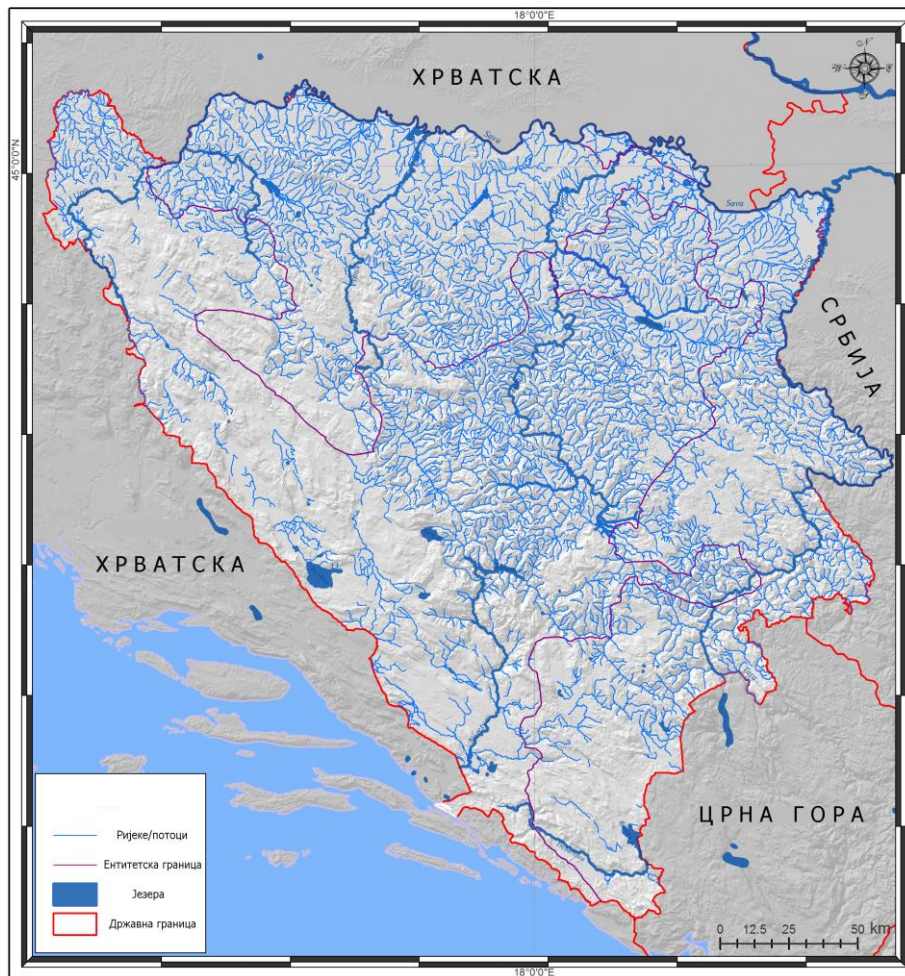 18°0'0"E
ХРВАТСКА
N
W
E
S
45°0'0"N
Sava
Sava
Una
СРБИЈА
ХРВАТСКА
ЦРНА ГОРА
Ријеке/потоци
Ентитетска граница
Језера
Државна граница
0 12.5 25 50 km
18°0'0"E